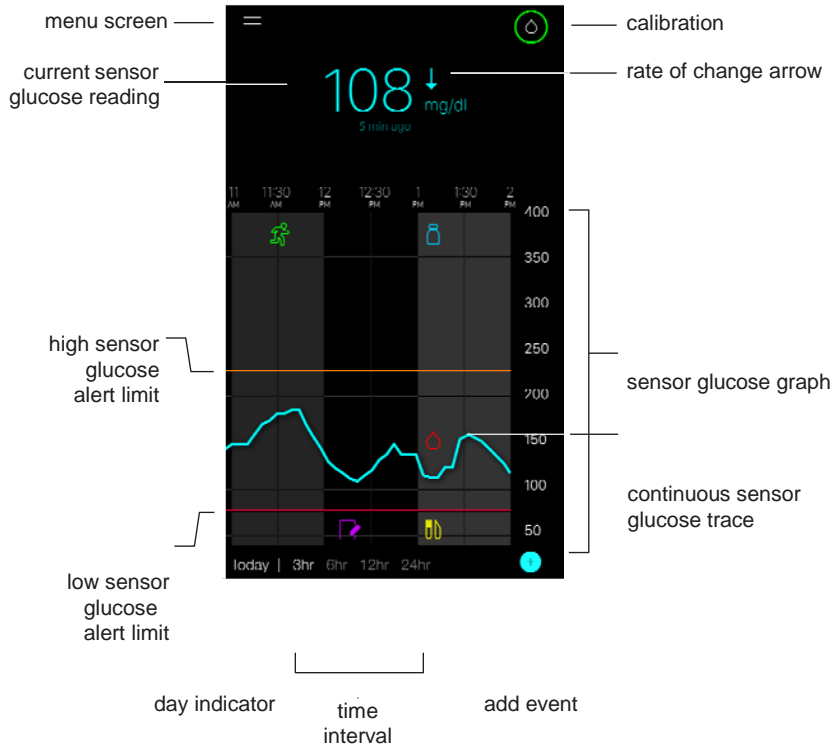 menu screen
calibration
current sensor
glucose reading
108
mg/dl
rate of change arrow
5 min ago
11 11:30 12 12:30 1 1:30 2
AM AM PM PM PM PM
400
350
300
250
200
150
100
50
high sensor
glucose
alert limit
sensor glucose graph
continuous sensor
glucose trace
low sensor
glucose
alert limit
Today | 3hr 6hr 12hr 24hr
day indicator
time
interval
add event